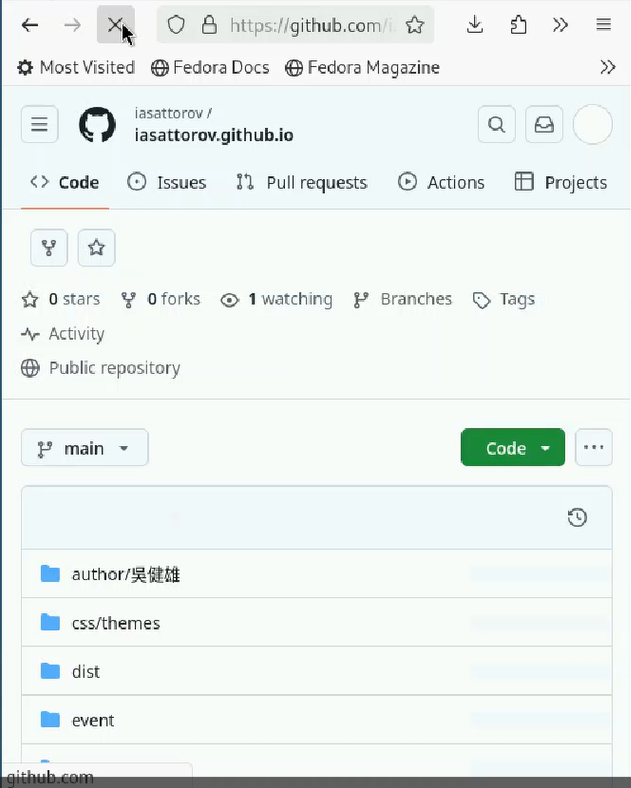 https://github.com/i
Most Visited Fedora Docs Fedora Magazine
iasattorov /
iasattorov.github.io
Code Issues Pull requests Actions Projects
0 stars 0 forks 1 watching Branches Tags
Activity
Public repository
main Code
author/吳健雄
css/themes
dist
event
github.com